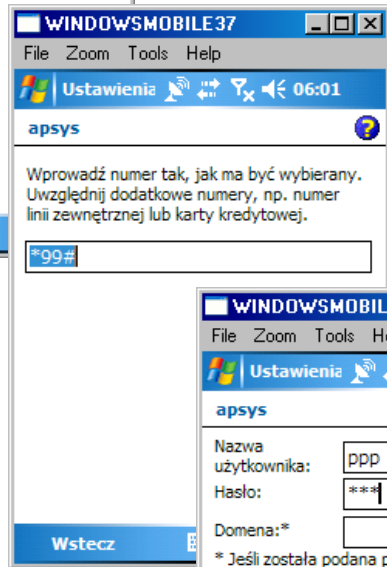 WINDOWSMOBILE37
File Zoom Tools Help
Ustawienia 06:01
apsys
Wprowadź numer tak, jak ma być wybierany.
Uwzględnij dodatkowe numery, np. numer
linii zewnętrznej lub karty kredytowej.
*99#
Wstecz
WINDOWSMOBIL
File Zoom Tools H
Ustawienia
apsys
Nazwa
użytkownika: ppp
Hasło: ***
Domena:*
* Jeśli została podana p